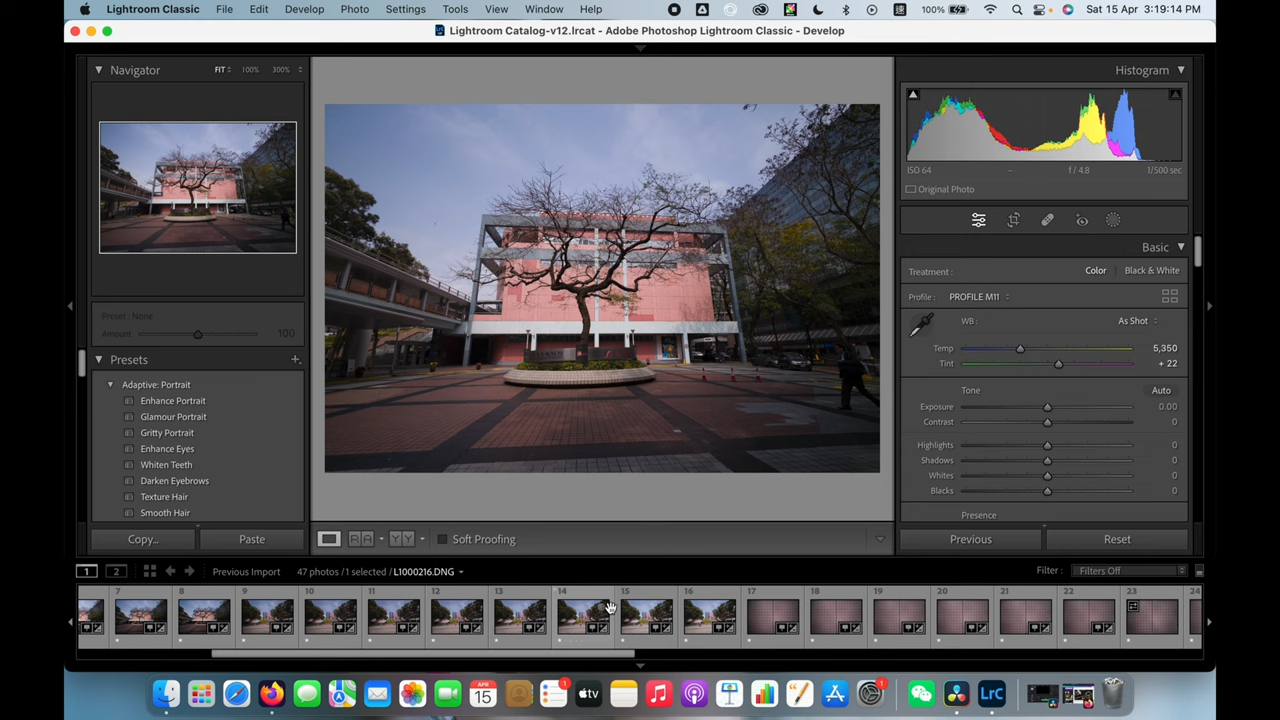 Lightroom Classic File Edit Develop Photo Settings Tools View Window Help 100% Sat 15 Apr 3:19:14 PM
Lightroom Catalog-v12.lrcat - Adobe Photoshop Lightroom Classic - Develop
Navigator FIT 100% 300%
Preset : None
Amount 100
Presets +
Adaptive: Portrait
Enhance Portrait
Glamour Portrait
Gritty Portrait
Enhance Eyes
Whiten Teeth
Darken Eyebrows
Texture Hair
Smooth Hair
Copy... Paste
Histogram
ISO 64 – f / 4.8 1/500 sec
Original Photo
Basic
Treatment : Color Black & White
Profile : PROFILE M11
WB : As Shot
Temp 5,350
Tint + 22
Tone Auto
Exposure 0.00
Contrast 0
Highlights 0
Shadows 0
Whites 0
Blacks 0
Presence
Previous Reset
R A Y Y Soft Proofing
1 2 Previous Import 47 photos / 1 selected / L1000216.DNG Filter : Filters Off
7 8 9 10 11 12 13 14 15 16 17 18 19 20 21 22 23 24
APR
15
1
tv
1
LrC